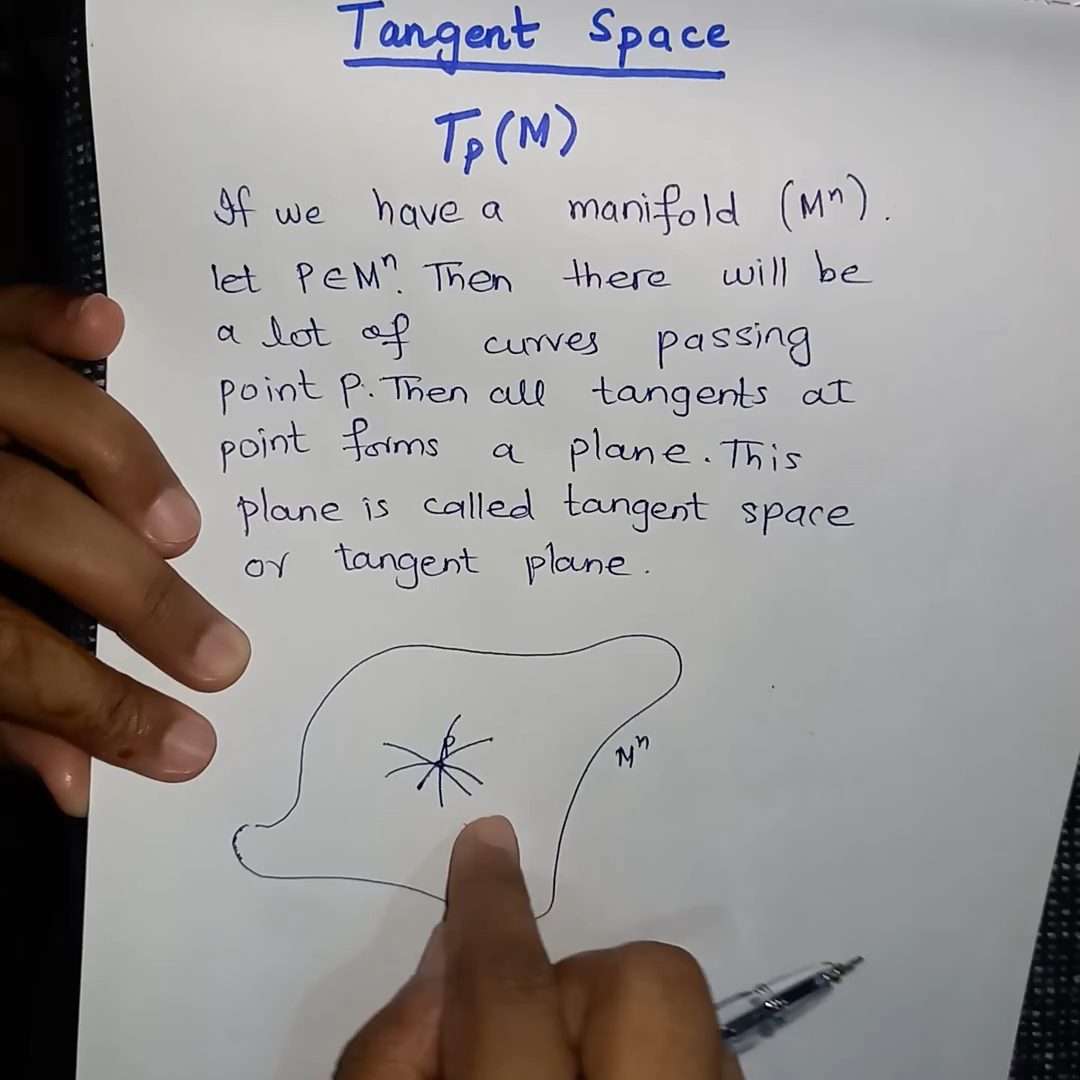 Tangent Space
Tp(M)
If we have a manifold (Mⁿ).
let P∈Mⁿ. Then there will be
a lot of curves passing
point P. Then all tangents at
point forms a plane. This
plane is called tangent space
or tangent plane.
P
Mⁿ